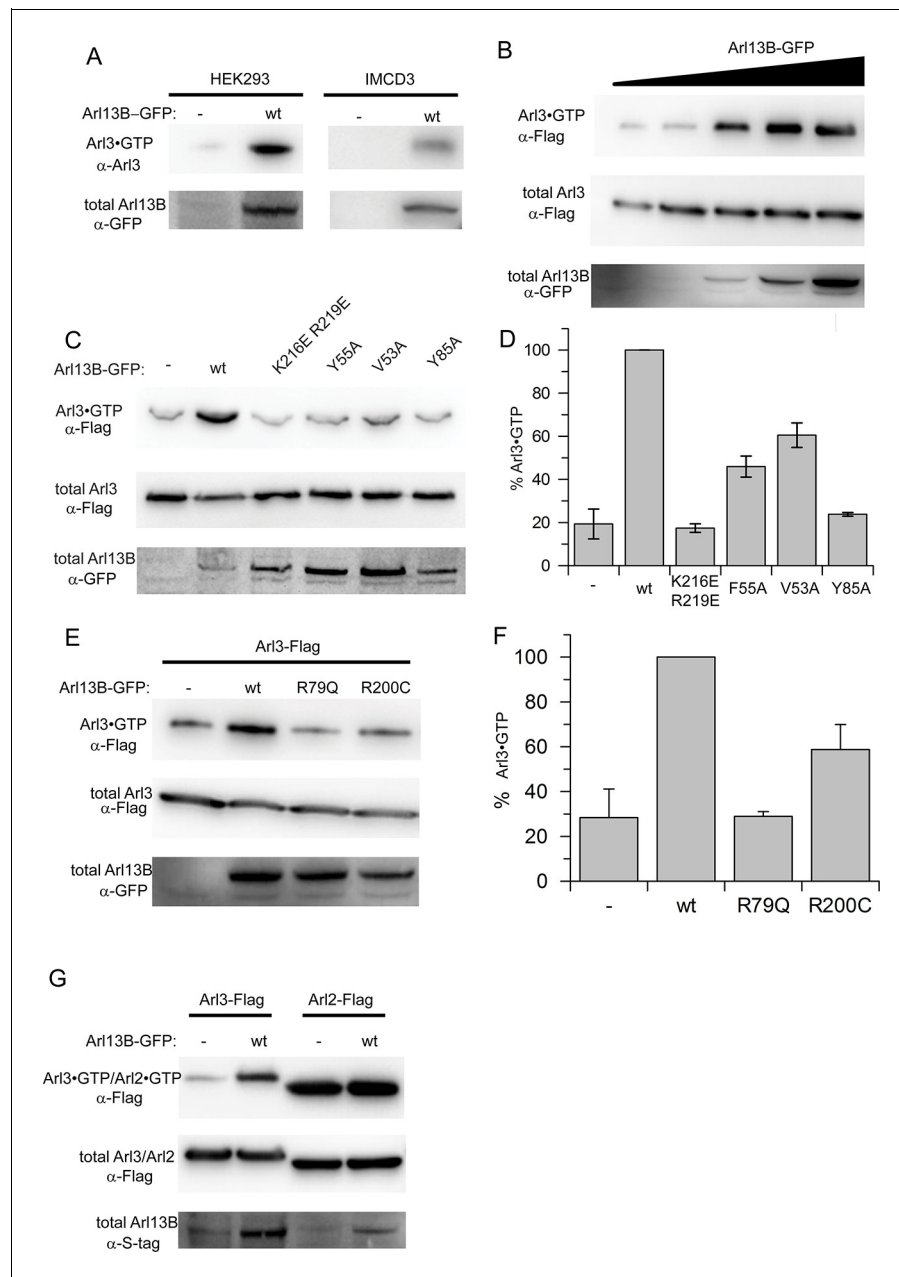 A
HEK293
IMCD3
Arl13B–GFP:
-
wt
-
wt
Arl3•GTP
α-Arl3
total Arl13B
α-GFP
B
Arl13B-GFP
Arl3•GTP
α-Flag
total Arl3
α-Flag
total Arl13B
α-GFP
C
Arl13B-GFP:
-
wt
K216E R219E
Y55A
V53A
Y85A
Arl3•GTP
α-Flag
total Arl3
α-Flag
total Arl13B
α-GFP
D
% Arl3•GTP
100
80
60
40
20
0
-
wt
K216E
R219E
F55A
V53A
Y85A
E
Arl3-Flag
Arl13B-GFP:
-
wt
R79Q
R200C
Arl3•GTP
α-Flag
total Arl3
α-Flag
total Arl13B
α-GFP
F
% Arl3•GTP
100
80
60
40
20
0
-
wt
R79Q
R200C
G
Arl3-Flag
Arl2-Flag
Arl13B-GFP:
-
wt
-
wt
Arl3•GTP/Arl2•GTP
α-Flag
total Arl3/Arl2
α-Flag
total Arl13B
α-S-tag